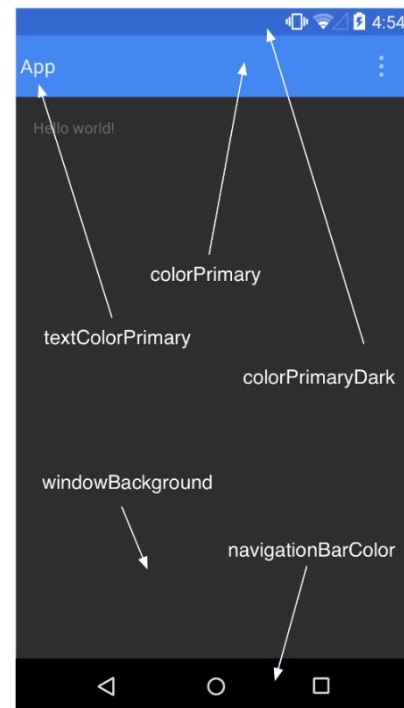 4:54
App
Hello world!
colorPrimary
textColorPrimary
colorPrimaryDark
windowBackground
navigationBarColor